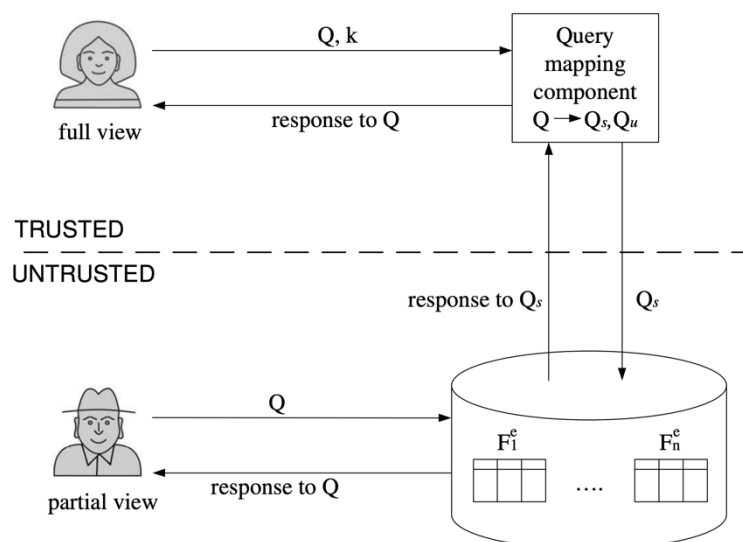 Q, k
Query
mapping
component
Q → Qs,Qu
response to Q
full view
TRUSTED
UNTRUSTED
response to Qs
Qs
Q
F1e
Fne
....
response to Q
partial view